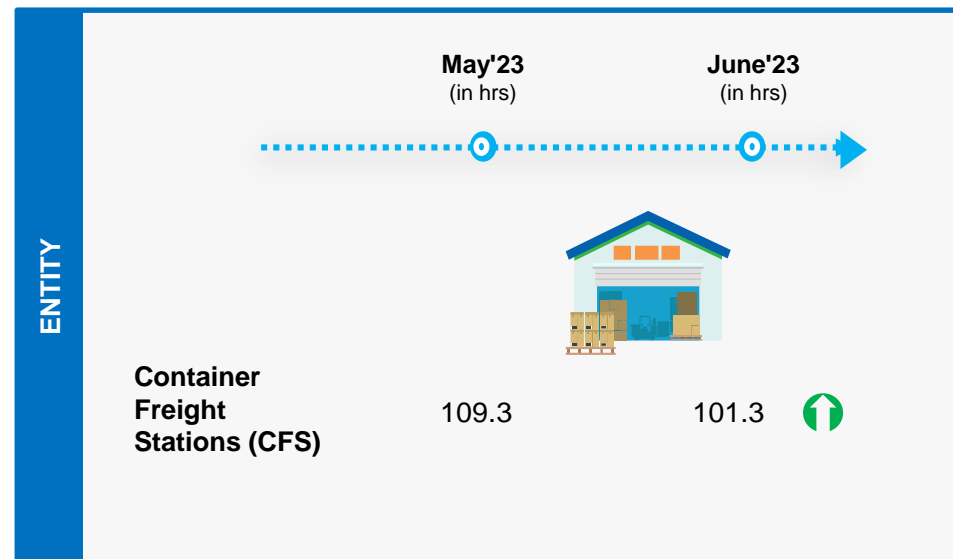 May'23
(in hrs)
June'23
(in hrs)
ENTITY
Container
Freight
Stations (CFS)
109.3
101.3